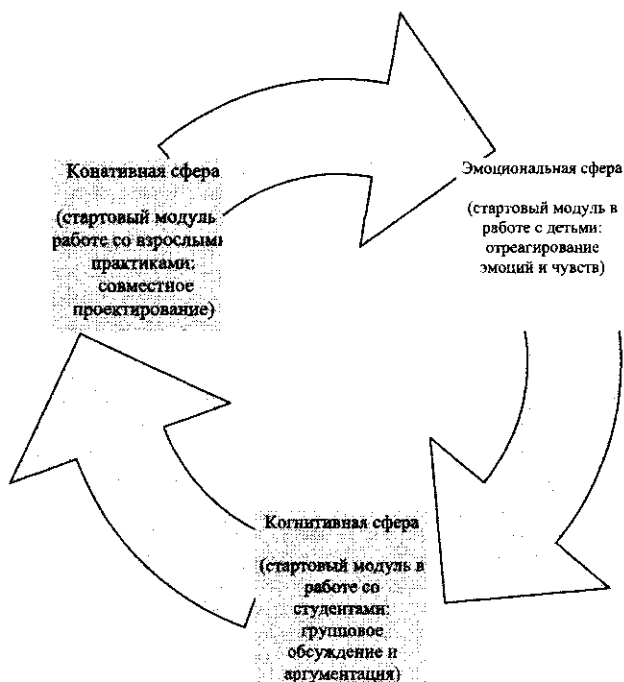 Конативная сфера
(стартовый модуль
работе со взрослыми
практиками:
совместное
проектирование)
Эмоциональная сфера
(стартовый модуль в
работе с детьми:
отреагирование
эмоций и чувств)
Когнитивная сфера
(стартовый модуль в
работе со
студентами:
групповое
обсуждение и
аргументация)